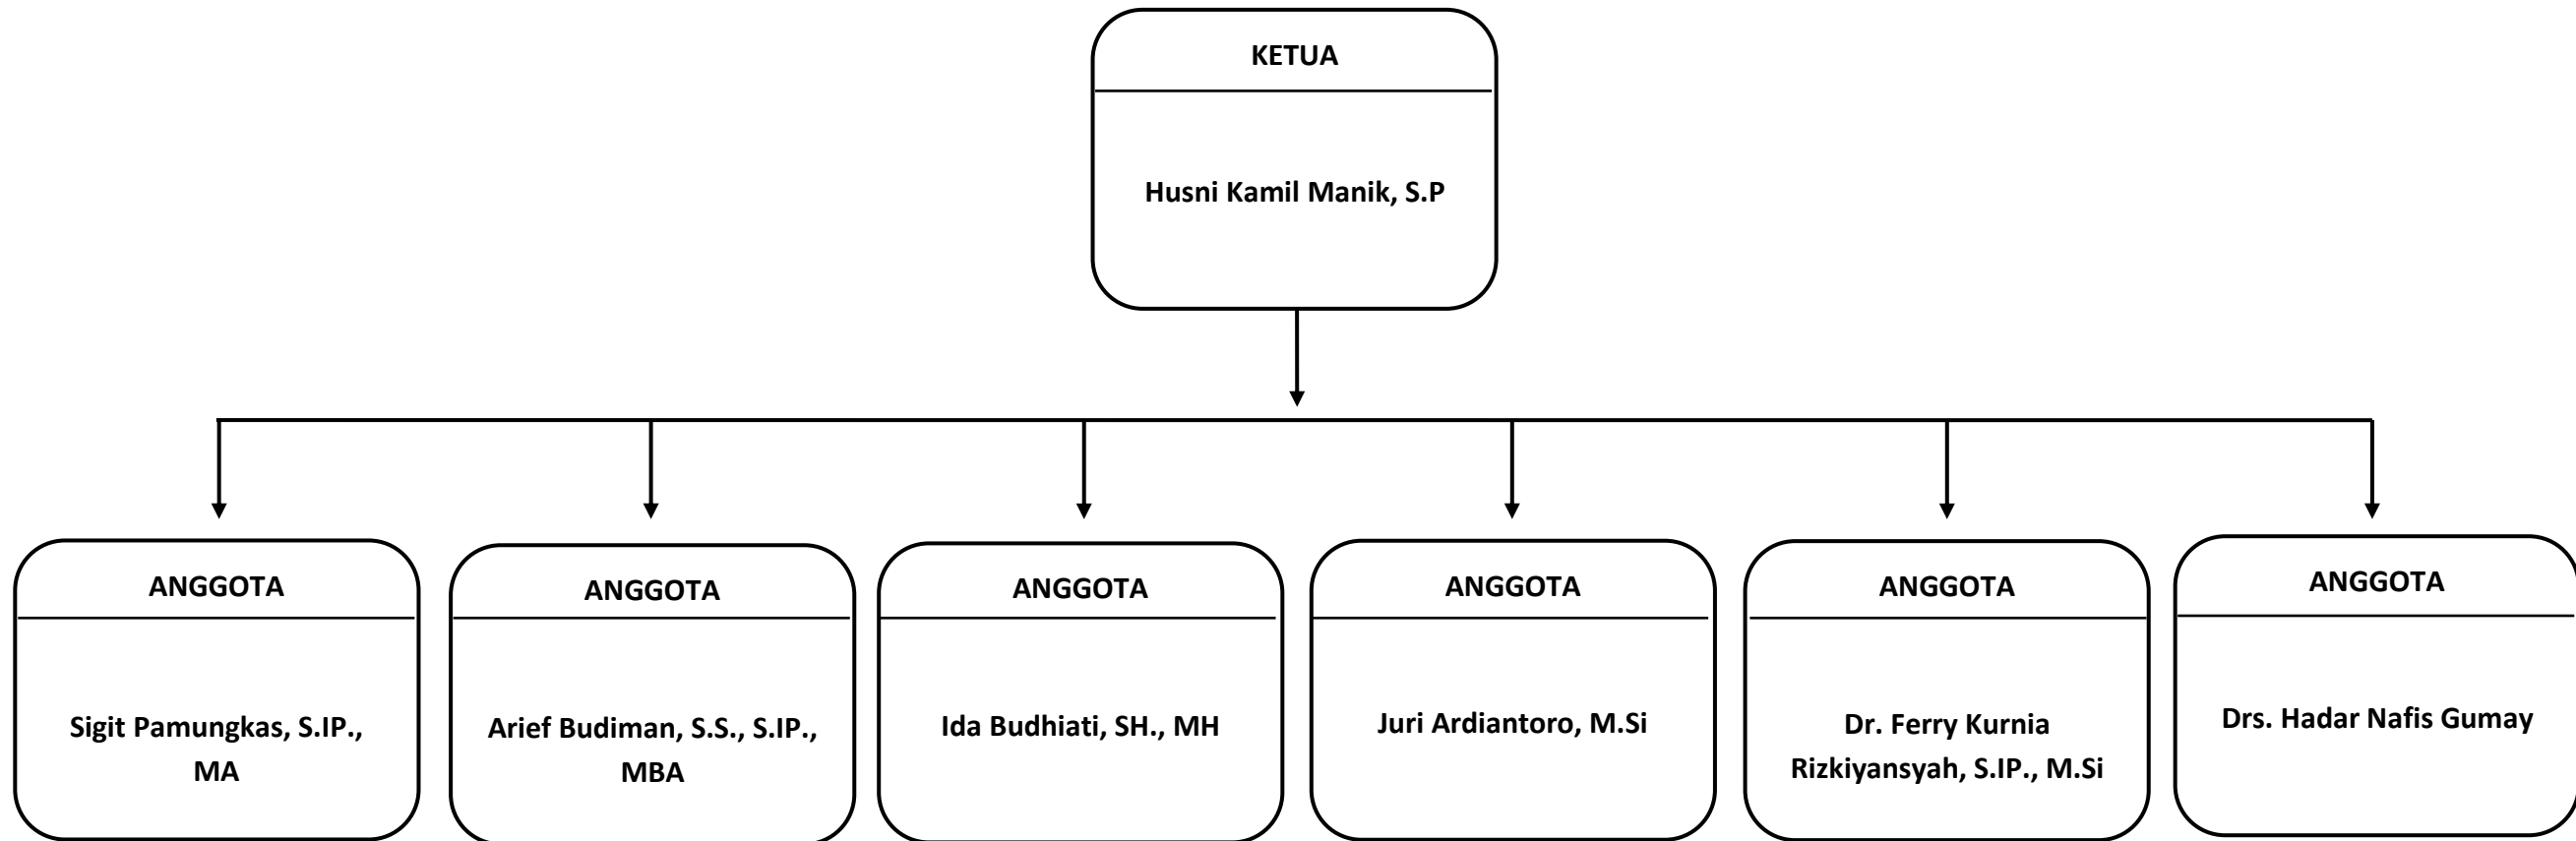 KETUA
Husni Kamil Manik, S.P
ANGGOTA
Sigit Pamungkas, S.IP.,
MA
ANGGOTA
Arief Budiman, S.S., S.IP.,
MBA
ANGGOTA
Ida Budhiati, SH., MH
ANGGOTA
Juri Ardiantoro, M.Si
ANGGOTA
Dr. Ferry Kurnia
Rizkiyansyah, S.IP., M.Si
ANGGOTA
Drs. Hadar Nafis Gumay